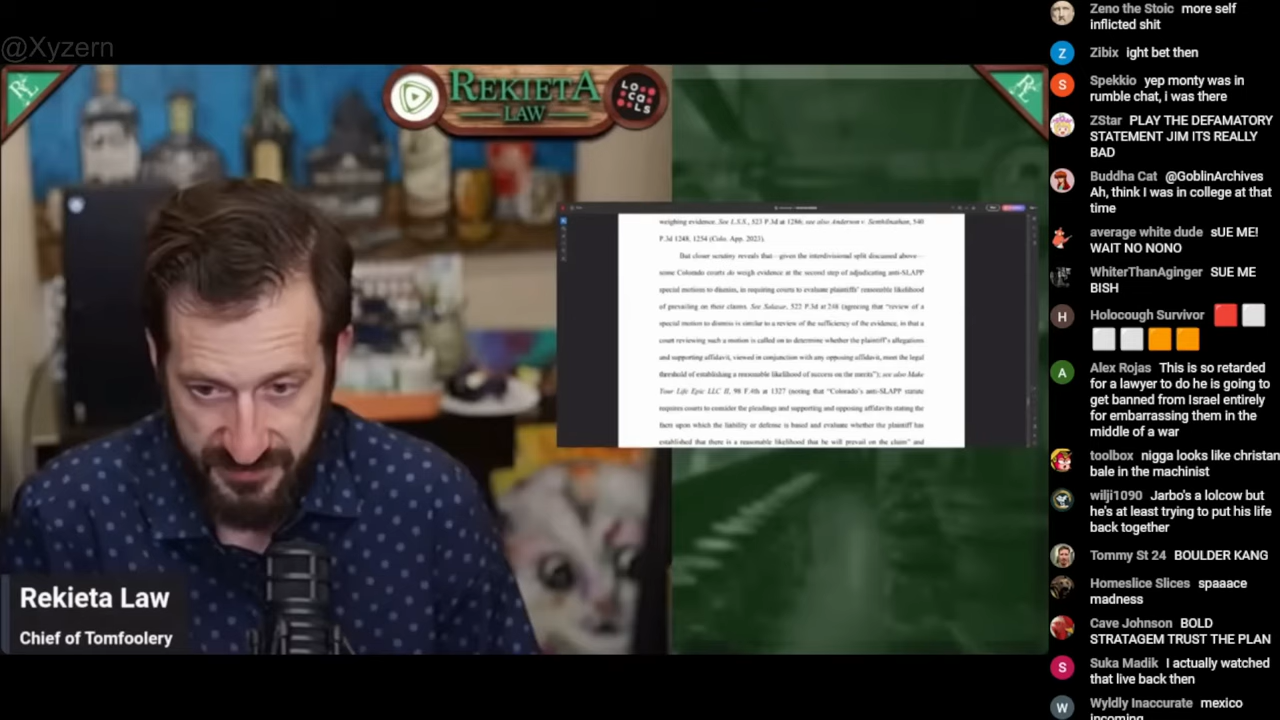 @Xyzern
REKIETA
LAW
LOCALS
RL
RL
weighing evidence. See L.S.S., 523 P.3d at 1286; see also Anderson v. Senthilnathan, 540
P.3d 1248, 1254 (Colo. App. 2023).
But closer scrutiny reveals that—given the interdivisional split discussed above—
some Colorado courts do weigh evidence at the second step of adjudicating anti-SLAPP
special motions to dismiss, in requiring courts to evaluate plaintiffs' reasonable likelihood
of prevailing on those claims. See Salazar, 522 P.3d at (agreeing that "review of a
special motion to dismiss is similar to a review of the sufficiency of the evidence, in that a
court reviewing such a motion is called on to determine whether the plaintiff's allegations
and supporting affidavit, viewed in conjunction with any opposing affidavit, meet the legal
threshold of establishing a reasonable likelihood of success on the merits"); see also Make
Your Life Epic LLC II, 98 F.4th at 1327 (noting that "Colorado's anti-SLAPP statute
requires courts to consider the pleadings and supporting and opposing affidavits stating the
facts upon which the liability or defense is based and evaluate whether the plaintiff has
established that there is a reasonable likelihood that he will prevail on the claim" and
Rekieta Law
Chief of Tomfoolery
Zeno the Stoic more self
inflicted shit
Z
Zibix ight bet then
S
Spekkio yep monty was in
rumble chat, i was there
ZStar PLAY THE DEFAMATORY
STATEMENT JIM ITS REALLY
BAD
Buddha Cat @GoblinArchives
Ah, think I was in college at that
time
average white dude SUE ME!
WAIT NO NONO
WhiterThanAginger SUE ME
BISH
H
Holocough Survivor
A
Alex Rojas This is so retarded
for a lawyer to do he is going to
get banned from Israel entirely
for embarrassing them in the
middle of a war
toolbox nigga looks like christan
bale in the machinist
wilji1090 Jarbo's a lolcow but
he's at least trying to put his life
back together
Tommy St 24 BOULDER KANG
Homeslice Slices spaaace
madness
Cave Johnson BOLD
STRATAGEM TRUST THE PLAN
S
Suka Madik I actually watched
that live back then
W
Wyldly Inaccurate mexico
incoming